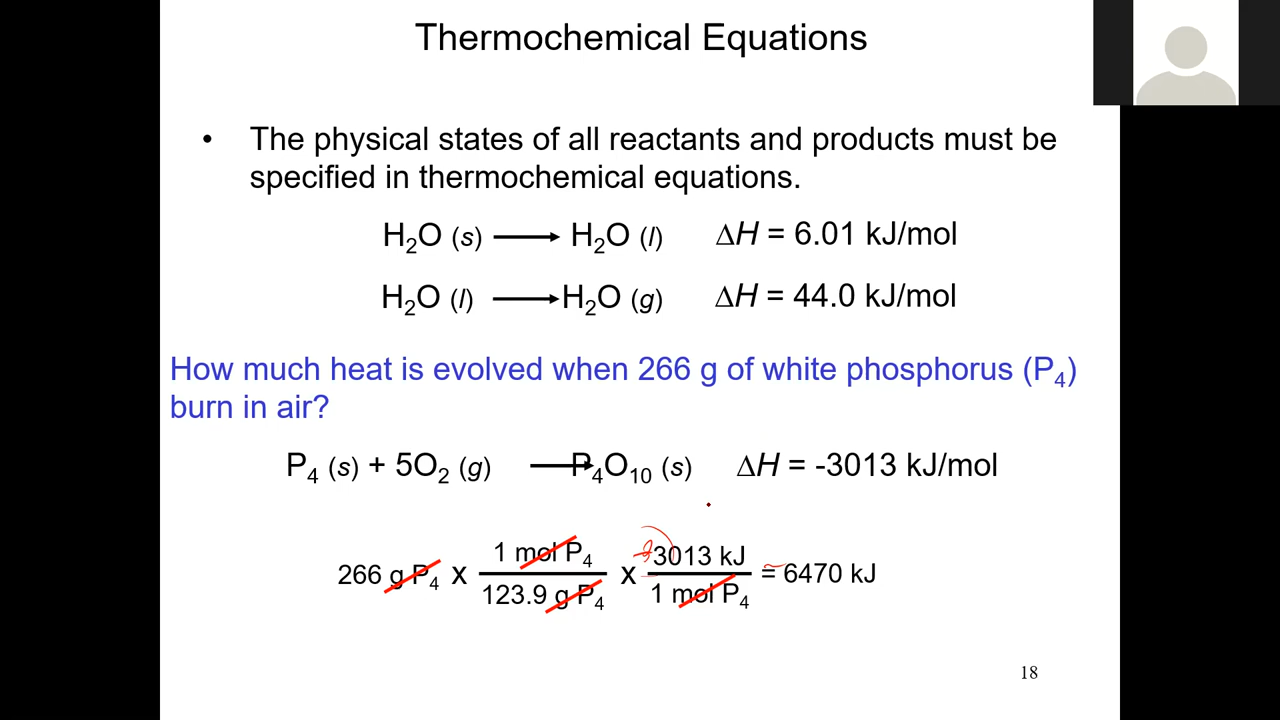 Thermochemical Equations
• The physical states of all reactants and products must be
specified in thermochemical equations.
H₂O (s) ⟶ H₂O (l) ΔH = 6.01 kJ/mol
H₂O (l) ⟶ H₂O (g) ΔH = 44.0 kJ/mol
How much heat is evolved when 266 g of white phosphorus (P₄)
burn in air?
P₄ (s) + 5O₂ (g) ⟶ P₄O₁₀ (s) ΔH = -3013 kJ/mol
266 g P₄ x 1 mol P₄ / 123.9 g P₄ x 3013 kJ / 1 mol P₄ = 6470 kJ
18